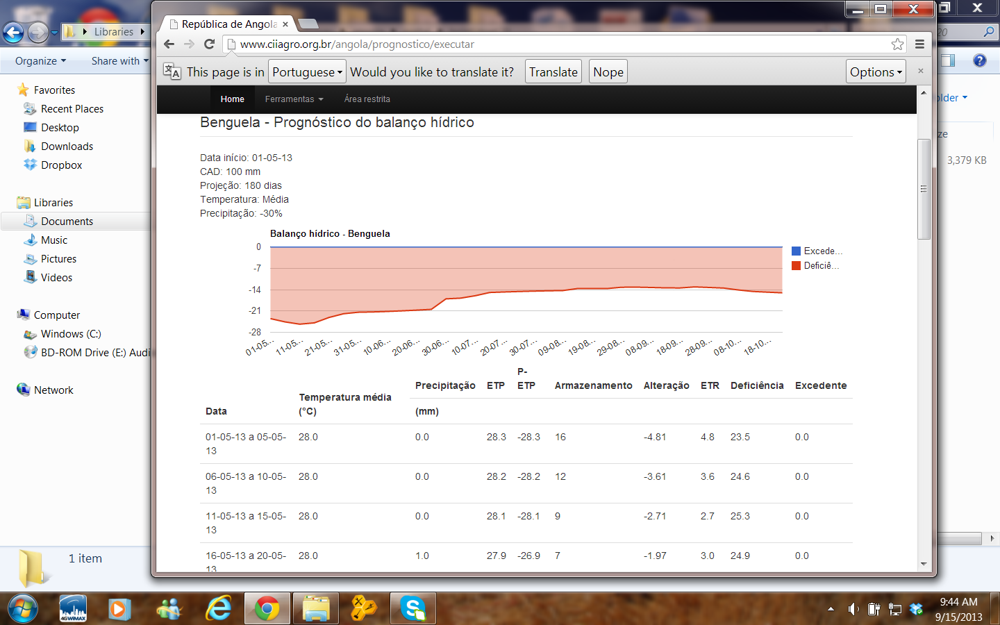 República de Angola
www.ciiagro.org.br/angola/prognostico/executar
This page is in Portuguese Would you like to translate it? Translate Nope Options
Home Ferramentas Área restrita
Benguela - Prognóstico do balanço hídrico
Data início: 01-05-13
CAD: 100 mm
Projeção: 180 dias
Temperatura: Média
Precipitação: -30%
Balanço hídrico - Benguela
0
-7
-14
-21
-28
Excede...
Deficiê...
01-05... 11-05... 21-05... 31-05... 10-06... 20-06... 30-06... 10-07... 20-07... 30-07... 09-08... 19-08... 29-08... 08-09... 18-09... 28-09... 08-10... 18-10...
Data
Temperatura média
(°C)
Precipitação ETP P-ETP Armazenamento Alteração ETR Deficiência Excedente
(mm)
01-05-13 a 05-05-13 28.0 0.0 28.3 -28.3 16 -4.81 4.8 23.5 0.0
06-05-13 a 10-05-13 28.0 0.0 28.2 -28.2 12 -3.61 3.6 24.6 0.0
11-05-13 a 15-05-13 28.0 0.0 28.1 -28.1 9 -2.71 2.7 25.3 0.0
16-05-13 a 20-05-13 28.0 1.0 27.9 -26.9 7 -1.97 3.0 24.9 0.0
Libraries
Organize Share with
Favorites
Recent Places
Desktop
Downloads
Dropbox
Libraries
Documents
Music
Pictures
Videos
Computer
Windows (C:)
BD-ROM Drive (E:) Audi
Network
1 item
20
older
ze
3,379 KB
4GWiMAX
9:44 AM
9/15/2013